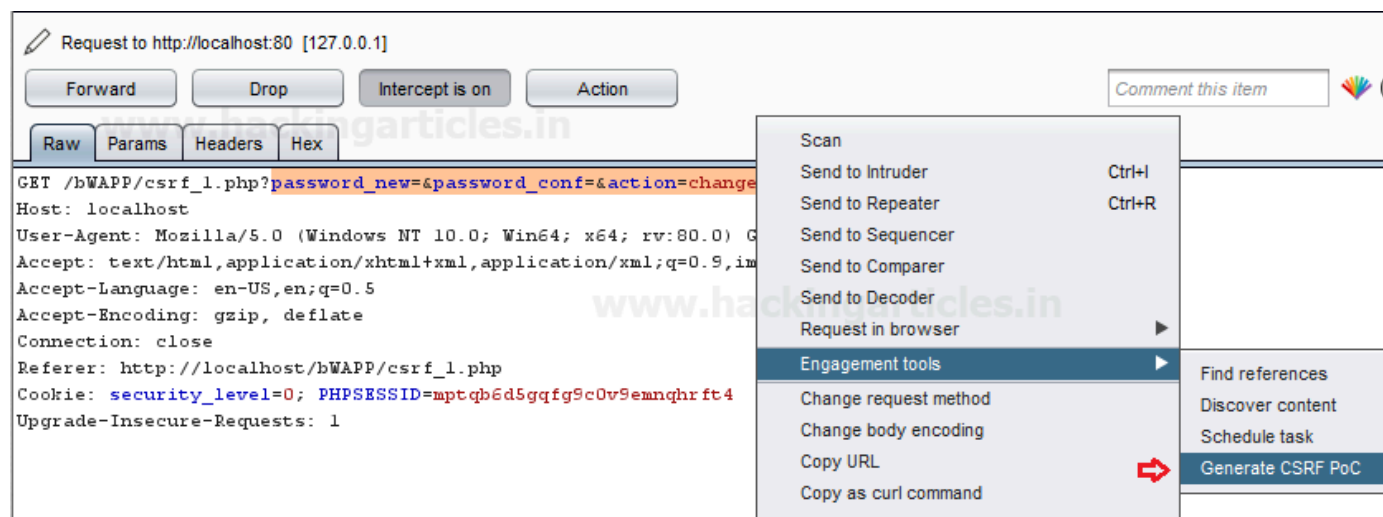 Request to http://localhost:80 [127.0.0.1]
Forward Drop Intercept is on Action Comment this item
www.hackingarticles.in
Raw Params Headers Hex
GET /bWAPP/csrf_1.php?password_new=&password_conf=&action=change
Host: localhost
User-Agent: Mozilla/5.0 (Windows NT 10.0; Win64; x64; rv:80.0) G
Accept: text/html,application/xhtml+xml,application/xml;q=0.9,im
Accept-Language: en-US,en;q=0.5
Accept-Encoding: gzip, deflate
Connection: close
Referer: http://localhost/bWAPP/csrf_1.php
Cookie: security_level=0; PHPSESSID=mptqb6d5gqfg9c0v9emnqhrft4
Upgrade-Insecure-Requests: 1
www.hackingarticles.in
Scan
Send to Intruder Ctrl+I
Send to Repeater Ctrl+R
Send to Sequencer
Send to Comparer
Send to Decoder
Request in browser
Engagement tools
Change request method
Change body encoding
Copy URL
Copy as curl command
Find references
Discover content
Schedule task
Generate CSRF PoC